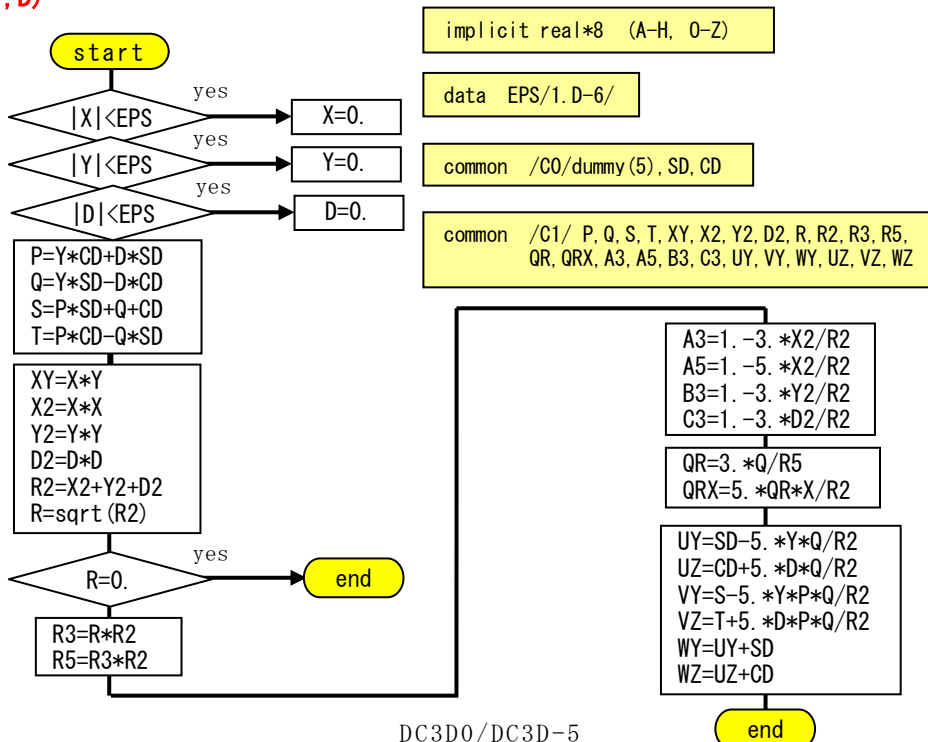 ,D)
start
yes
|X|<EPS
X=0.
yes
|Y|<EPS
Y=0.
yes
|D|<EPS
D=0.
P=Y*CD+D*SD
Q=Y*SD-D*CD
S=P*SD+Q+CD
T=P*CD-Q*SD
XY=X*Y
X2=X*X
Y2=Y*Y
D2=D*D
R2=X2+Y2+D2
R=sqrt(R2)
yes
R=0.
end
R3=R*R2
R5=R3*R2
implicit real*8 (A-H, O-Z)
data EPS/1.D-6/
common /C0/dummy(5),SD,CD
common /C1/ P,Q,S,T,XY,X2,Y2,D2,R,R2,R3,R5,
QR,QRX,A3,A5,B3,C3,UY,VY,WY,UZ,VZ,WZ
A3=1.-3.*X2/R2
A5=1.-5.*X2/R2
B3=1.-3.*Y2/R2
C3=1.-3.*D2/R2
QR=3.*Q/R5
QRX=5.*QR*X/R2
UY=SD-5.*Y*Q/R2
UZ=CD+5.*D*Q/R2
VY=S-5.*Y*P*Q/R2
VZ=T+5.*D*P*Q/R2
WY=UY+SD
WZ=UZ+CD
end
DC3D0/DC3D-5